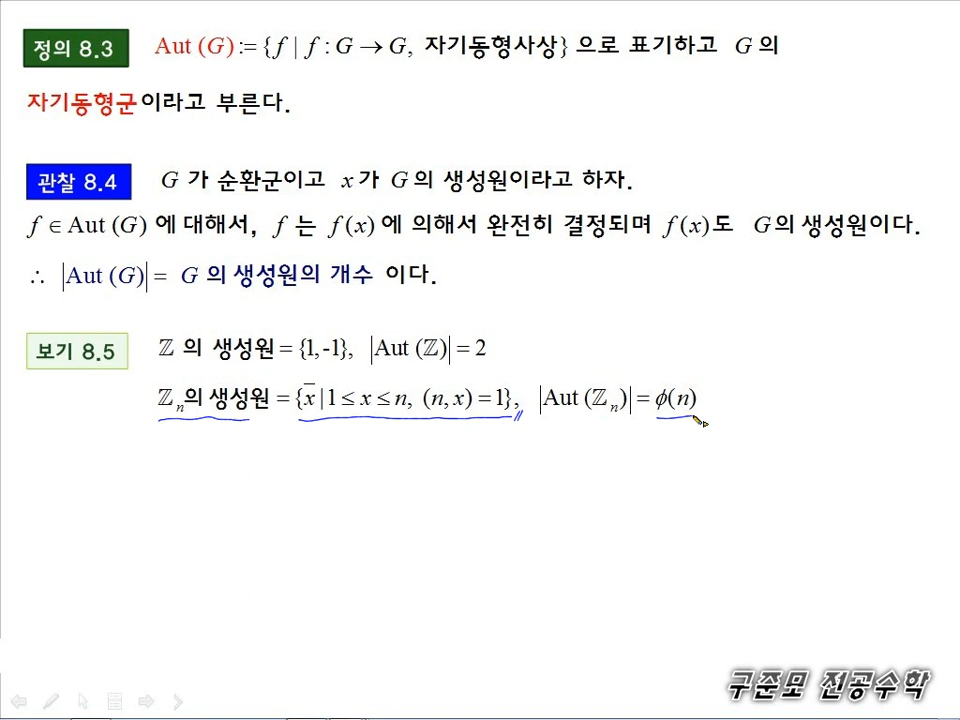 정의 8.3 Aut (G) := {f | f : G → G, 자기동형사상} 으로 표기하고 G 의
자기동형군이라고 부른다.
관찰 8.4 G 가 순환군이고 x 가 G 의 생성원이라고 하자.
f ∈ Aut (G) 에 대해서, f 는 f(x) 에 의해서 완전히 결정되며 f(x) 도 G의 생성원이다.
∴ |Aut (G)| = G 의 생성원의 개수 이다.
보기 8.5 ℤ 의 생성원 = {1, -1}, |Aut (ℤ)| = 2
ℤₙ의 생성원 = {x̅ | 1 ≤ x ≤ n, (n, x) = 1}, |Aut (ℤₙ)| = ϕ(n)
구준모 전공수학